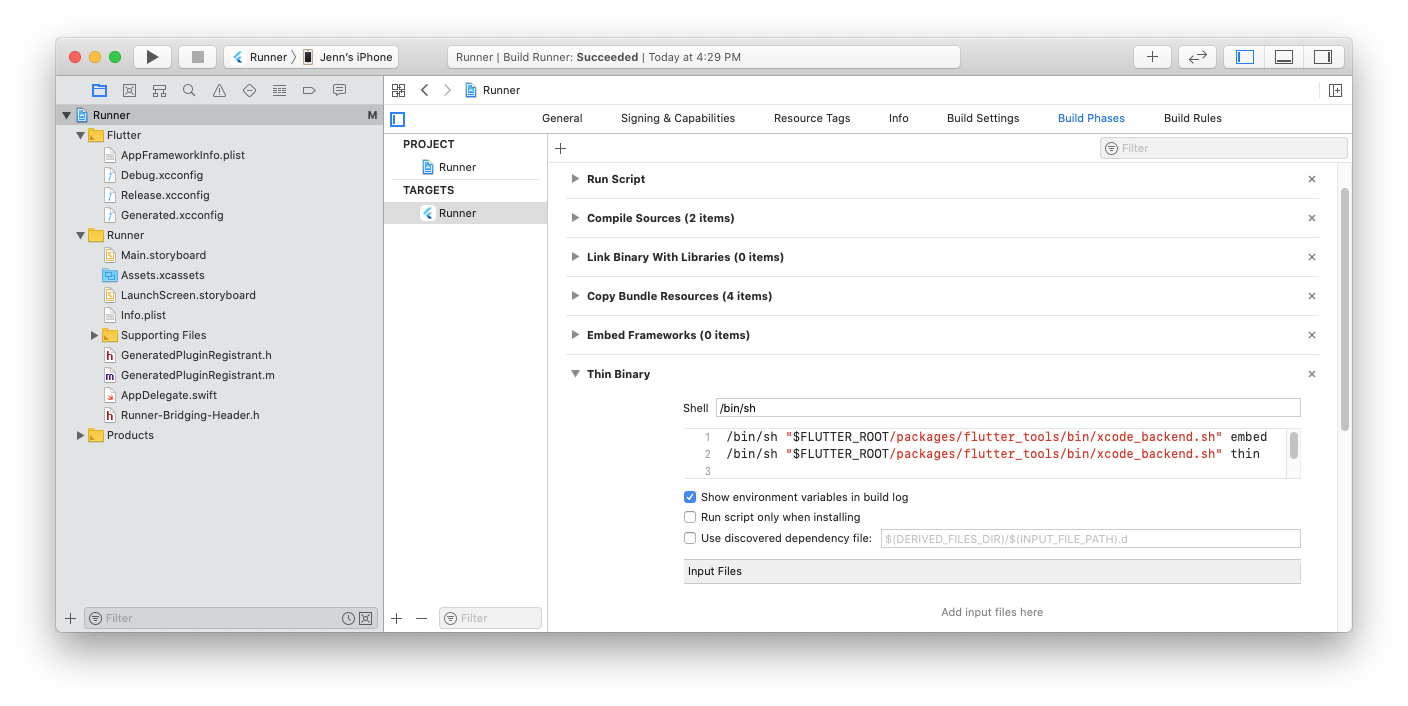 Runner 〉 Jenn’s iPhone
Runner | Build Runner: Succeeded | Today at 4:29 PM
Runner M
Flutter
AppFrameworkInfo.plist
Debug.xcconfig
Release.xcconfig
Generated.xcconfig
Runner
Main.storyboard
Assets.xcassets
LaunchScreen.storyboard
Info.plist
Supporting Files
GeneratedPluginRegistrant.h
GeneratedPluginRegistrant.m
AppDelegate.swift
Runner-Bridging-Header.h
Products
Filter
Runner
General Signing & Capabilities Resource Tags Info Build Settings Build Phases Build Rules
PROJECT
Runner
TARGETS
Runner
Filter
Filter
Run Script
Compile Sources (2 items)
Link Binary With Libraries (0 items)
Copy Bundle Resources (4 items)
Embed Frameworks (0 items)
Thin Binary
Shell /bin/sh
1 /bin/sh "$FLUTTER_ROOT/packages/flutter_tools/bin/xcode_backend.sh" embed
2 /bin/sh "$FLUTTER_ROOT/packages/flutter_tools/bin/xcode_backend.sh" thin
3
Show environment variables in build log
Run script only when installing
Use discovered dependency file: $(DERIVED_FILES_DIR)/$(INPUT_FILE_PATH).d
Input Files
Add input files here